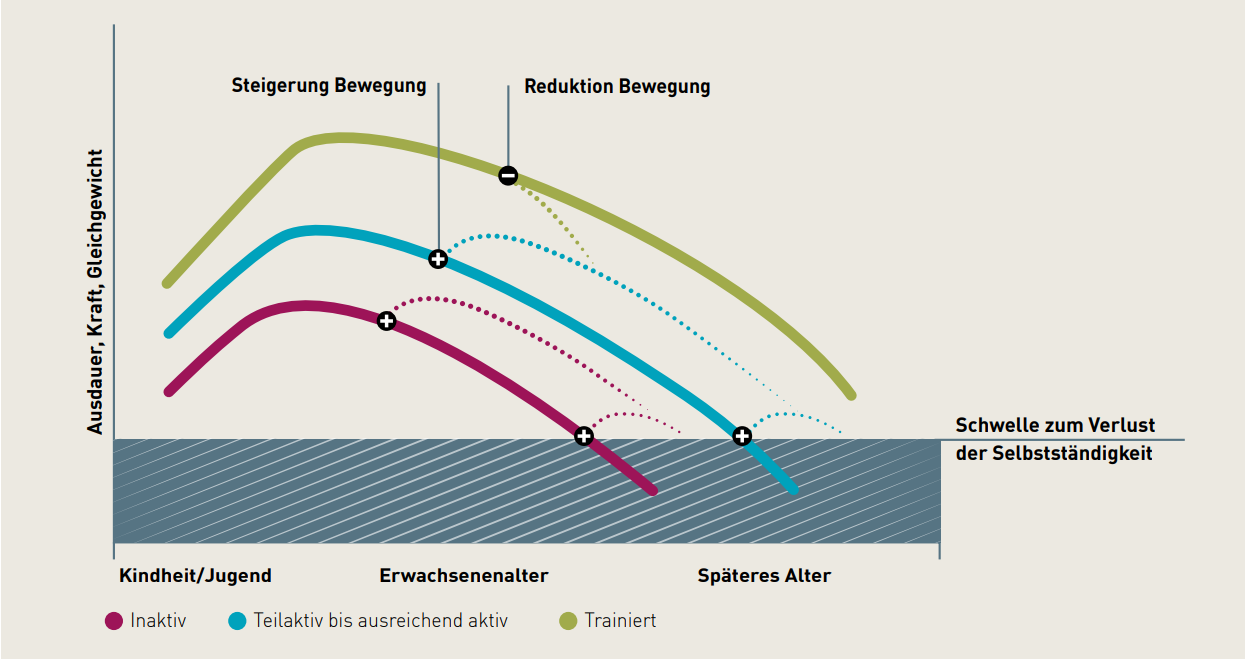 Steigerung Bewegung
Reduktion Bewegung
Ausdauer, Kraft, Gleichgewicht
Schwelle zum Verlust
der Selbstständigkeit
Kindheit/Jugend
Erwachsenenalter
Späteres Alter
Inaktiv
Teilaktiv bis ausreichend aktiv
Trainiert